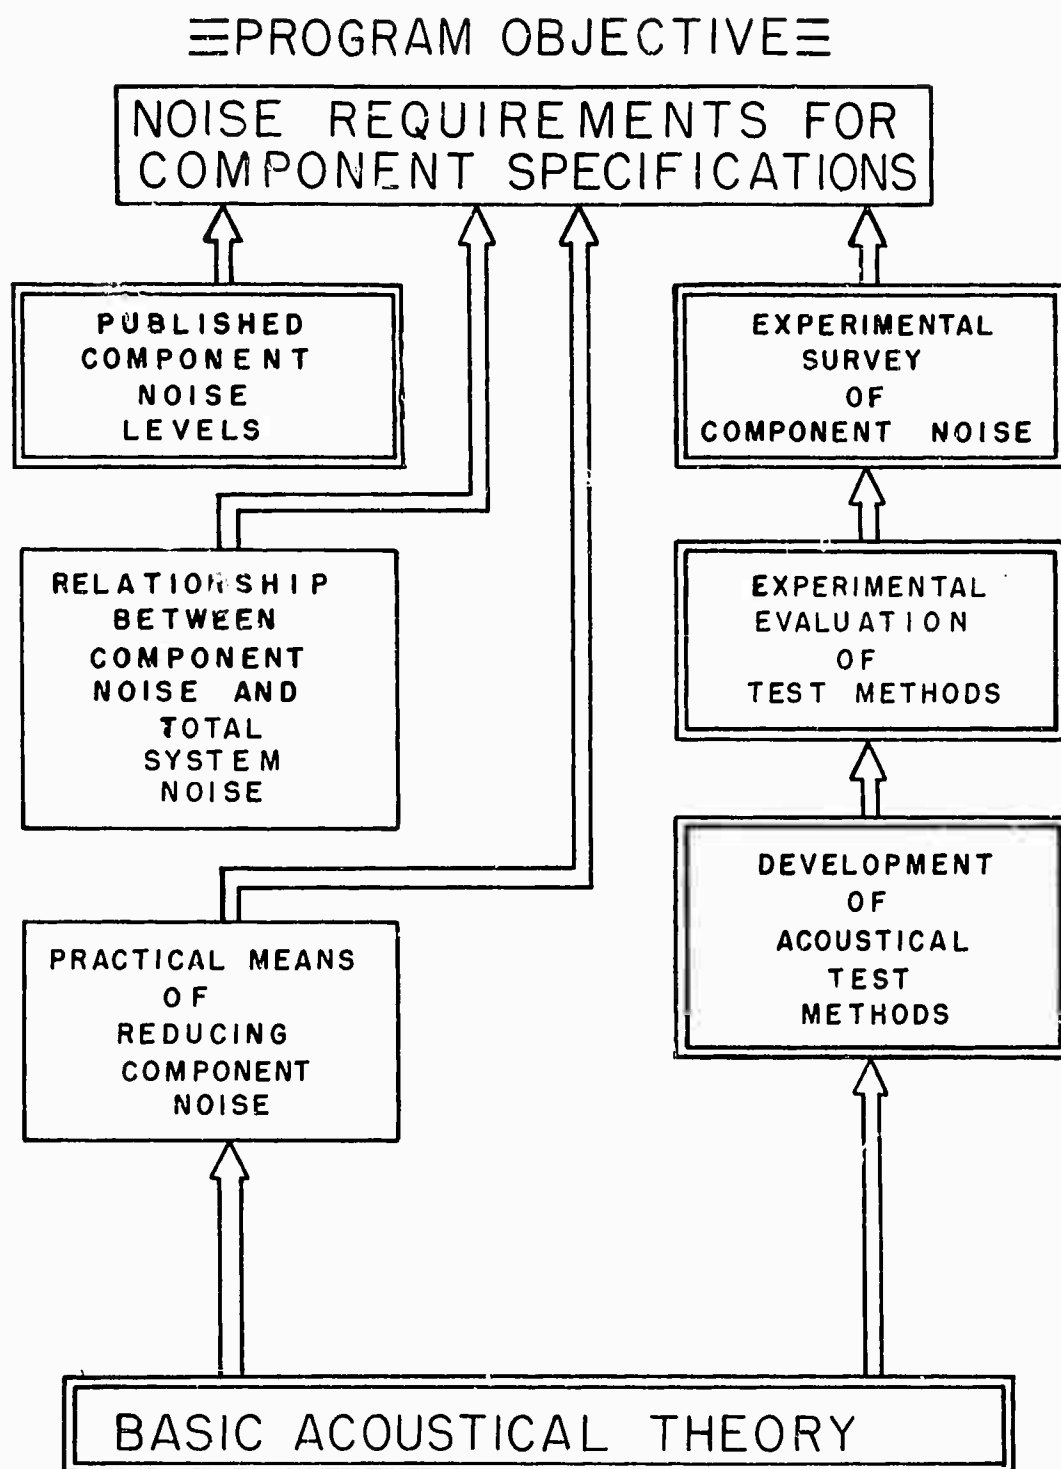 PROGRAM OBJECTIVE
NOISE REQUIREMENTS FOR
COMPONENT SPECIFICATIONS
PUBLISHED
COMPONENT
NOISE
LEVELS
RELATIONSHIP
BETWEEN
COMPONENT
NOISE AND
TOTAL
SYSTEM
NOISE
PRACTICAL MEANS
OF
REDUCING
COMPONENT
NOISE
EXPERIMENTAL
SURVEY
OF
COMPONENT NOISE
EXPERIMENTAL
EVALUATION
OF
TEST METHODS
DEVELOPMENT
OF
ACOUSTICAL
TEST
METHODS
BASIC ACOUSTICAL THEORY